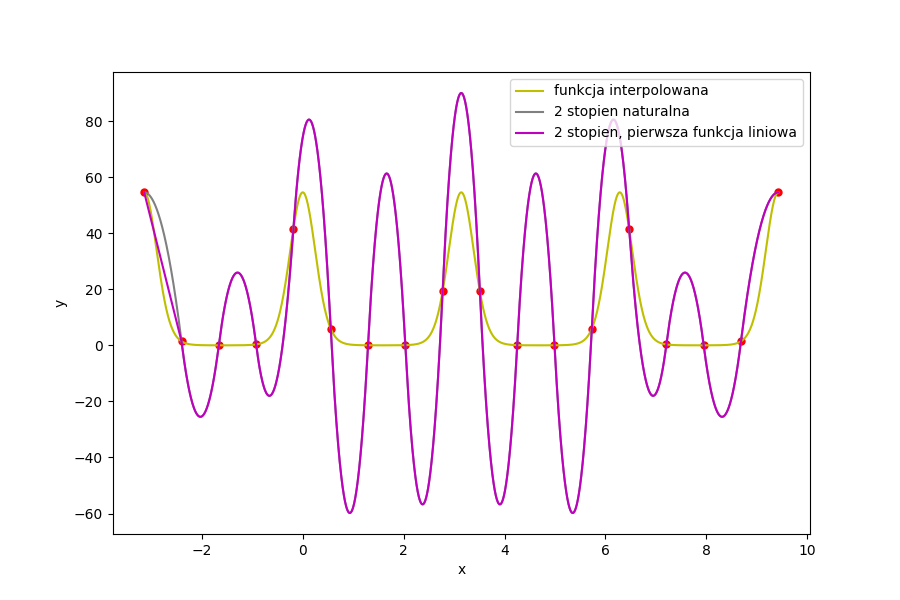 funkcja interpolowana
2 stopien naturalna
2 stopien, pierwsza funkcja liniowa
80
60
40
20
0
−20
−40
−60
y
−2 0 2 4 6 8 10
x